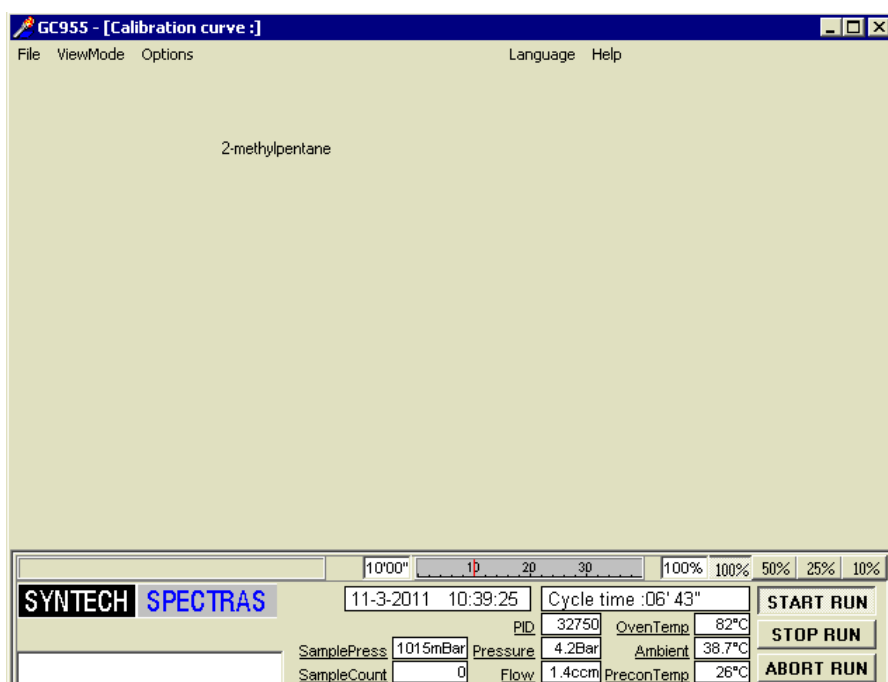 GC955 - [Calibration curve :]
File ViewMode Options Language Help
2-methylpentane
10'00" 10 20 30 100% 100% 50% 25% 10%
SYNTECH SPECTRAS 11-3-2011 10:39:25 Cycle time :06' 43" START RUN
PID 32750 OvenTemp 82°C STOP RUN
SamplePress 1015mBar Pressure 4.2Bar Ambient 38.7°C
SampleCount 0 Flow 1.4ccm PreconTemp 26°C ABORT RUN